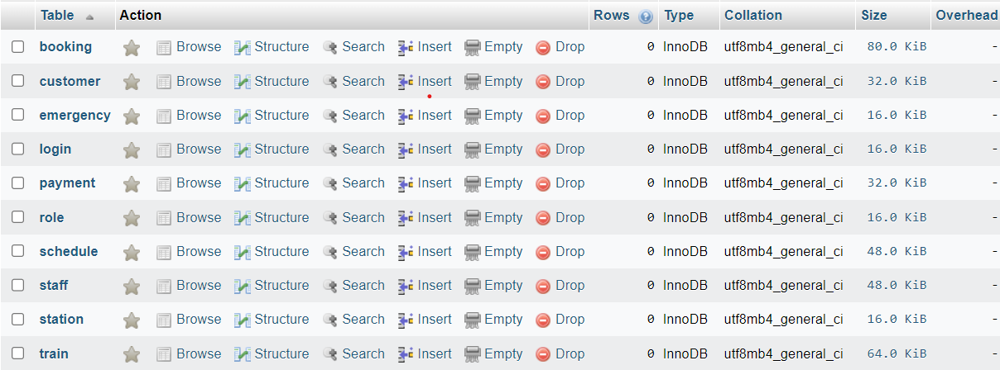 Table Action Rows Type Collation Size Overhead
booking Browse Structure Search Insert Empty Drop 0 InnoDB utf8mb4_general_ci 80.0 KiB -
customer Browse Structure Search Insert Empty Drop 0 InnoDB utf8mb4_general_ci 32.0 KiB -
emergency Browse Structure Search Insert Empty Drop 0 InnoDB utf8mb4_general_ci 16.0 KiB -
login Browse Structure Search Insert Empty Drop 0 InnoDB utf8mb4_general_ci 16.0 KiB -
payment Browse Structure Search Insert Empty Drop 0 InnoDB utf8mb4_general_ci 32.0 KiB -
role Browse Structure Search Insert Empty Drop 0 InnoDB utf8mb4_general_ci 16.0 KiB -
schedule Browse Structure Search Insert Empty Drop 0 InnoDB utf8mb4_general_ci 48.0 KiB -
staff Browse Structure Search Insert Empty Drop 0 InnoDB utf8mb4_general_ci 48.0 KiB -
station Browse Structure Search Insert Empty Drop 0 InnoDB utf8mb4_general_ci 16.0 KiB -
train Browse Structure Search Insert Empty Drop 0 InnoDB utf8mb4_general_ci 64.0 KiB -